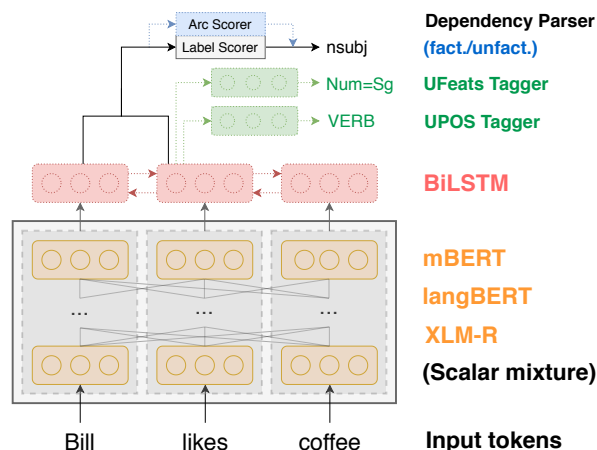 Arc Scorer Dependency Parser
Label Scorer nsubj (fact./unfact.)
Num=Sg UFeats Tagger
VERB UPOS Tagger
BiLSTM
mBERT
... ... ... langBERT
... ... ... XLM-R
(Scalar mixture)
Bill likes coffee Input tokens